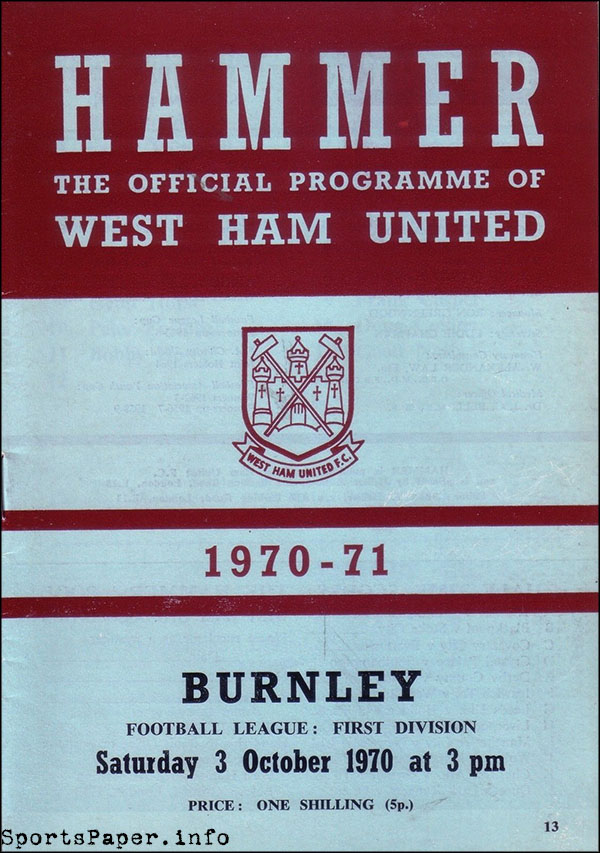 HAMMER
THE OFFICIAL PROGRAMME OF
WEST HAM UNITED
WEST HAM UNITED F.C.
1970-71
BURNLEY
FOOTBALL LEAGUE: FIRST DIVISION
Saturday 3 October 1970 at 3 pm
PRICE: ONE SHILLING (5p.)
13
SportsPaper.info